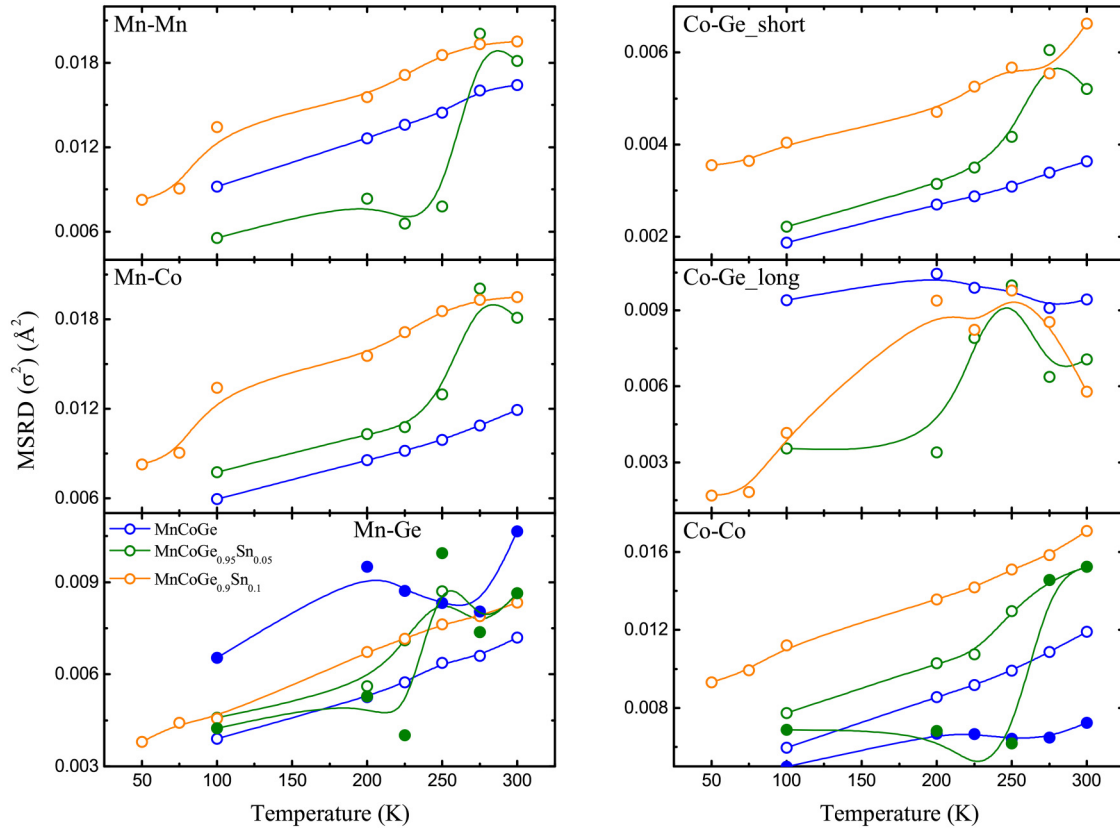 Mn-Mn
0.018
0.012
0.006
Mn-Co
0.018
0.012
0.006
MSRD (σ²) (Å²)
Mn-Ge
MnCoGe
MnCoGe₀.₉₅Sn₀.₀₅
MnCoGe₀.₉Sn₀.₁
0.009
0.006
0.003
50 100 150 200 250 300
Temperature (K)
Co-Ge_short
0.006
0.004
0.002
Co-Ge_long
0.009
0.006
0.003
Co-Co
0.016
0.012
0.008
50 100 150 200 250 300
Temperature (K)